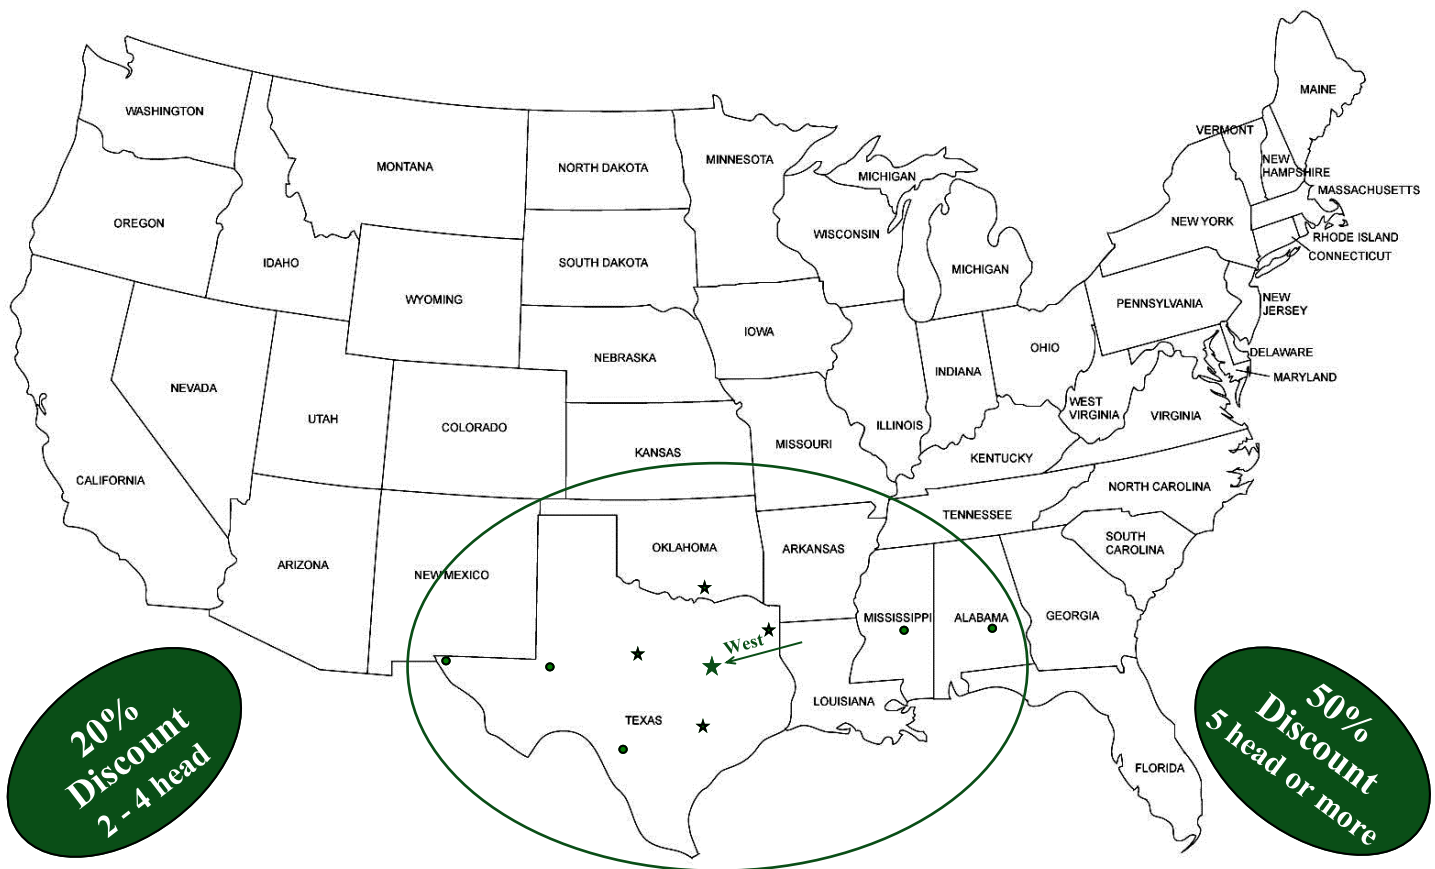 WASHINGTON
MONTANA
NORTH DAKOTA
MINNESOTA
MICHIGAN
VERMONT
MAINE
NEW
HAMPSHIRE
MASSACHUSETTS
OREGON
IDAHO
WYOMING
SOUTH DAKOTA
WISCONSIN
MICHIGAN
NEW YORK
RHODE ISLAND
CONNECTICUT
NEVADA
UTAH
COLORADO
NEBRASKA
IOWA
ILLINOIS
INDIANA
OHIO
PENNSYLVANIA
NEW
JERSEY
DELAWARE
MARYLAND
WEST
VIRGINIA
VIRGINIA
CALIFORNIA
KANSAS
MISSOURI
KENTUCKY
NORTH CAROLINA
TENNESSEE
SOUTH
CAROLINA
ARIZONA
NEW MEXICO
OKLAHOMA
ARKANSAS
MISSISSIPPI
ALABAMA
GEORGIA
West
TEXAS
LOUISIANA
FLORIDA
20%
Discount
2 - 4 head
50%
Discount
5 head or more